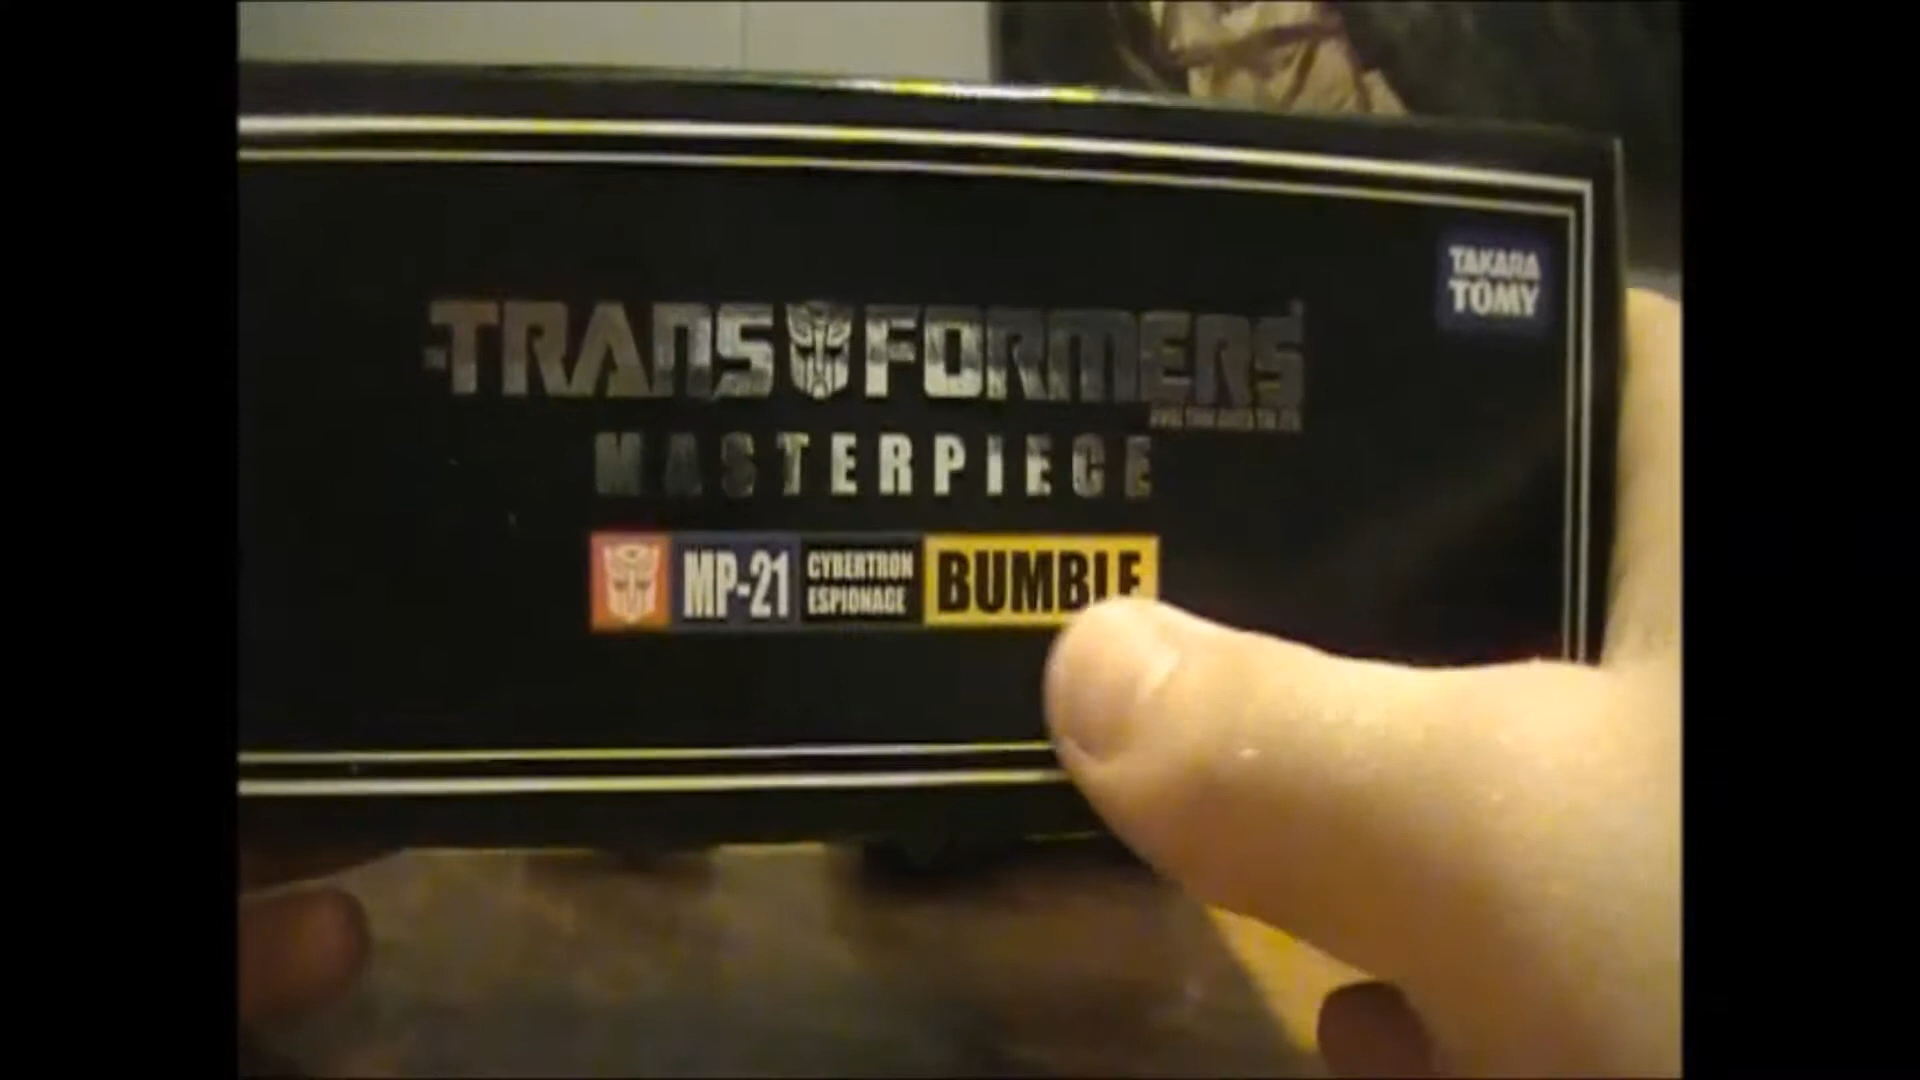 TRANSFORMERS
TAKARA
TOMY
MASTERPIECE
MP-21
CYBERTRON
ESPIONAGE
BUMBLE